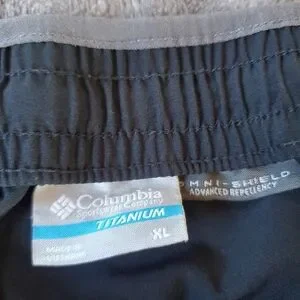 Columbia
Sportswear Company
TITANIUM
XL
OMNI-SHIELD
ADVANCED REPELLENCY